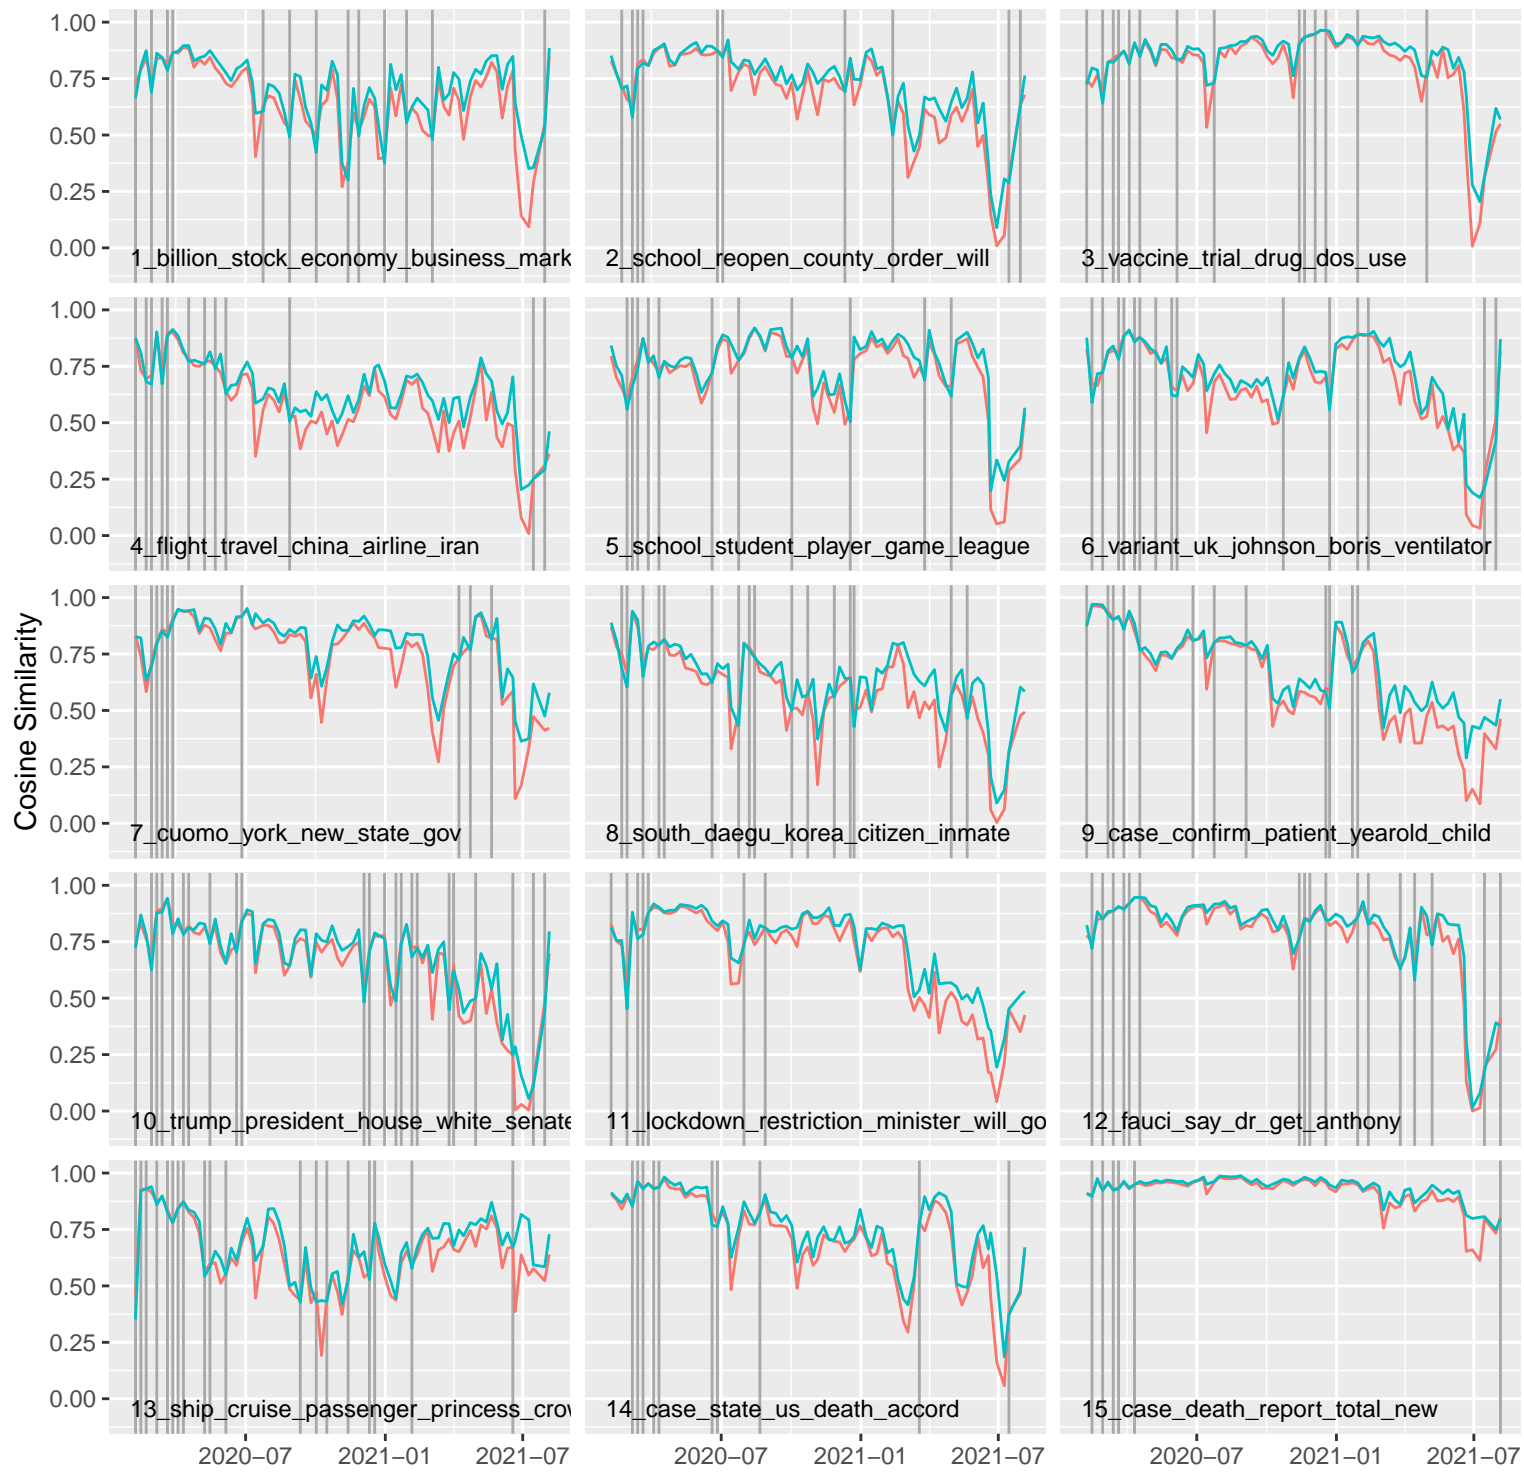 Cosine Similarity
1.00
0.75
0.50
0.25
0.00
1_billion_stock_economy_business_mark
2_school_reopen_county_order_will
3_vaccine_trial_drug_dos_use
1.00
0.75
0.50
0.25
0.00
4_flight_travel_china_airline_iran
5_school_student_player_game_league
6_variant_uk_johnson_boris_ventilator
1.00
0.75
0.50
0.25
0.00
7_cuomo_york_new_state_gov
8_south_daegu_korea_citizen_inmate
9_case_confirm_patient_yearold_child
1.00
0.75
0.50
0.25
0.00
10_trump_president_house_white_senate
11_lockdown_restriction_minister_will_go
12_fauci_say_dr_get_anthony
1.00
0.75
0.50
0.25
0.00
13_ship_cruise_passenger_princess_crow
14_case_state_us_death_accord
15_case_death_report_total_new
2020−07 2021−01 2021−07 2020−07 2021−01 2021−07 2020−07 2021−01 2021−07